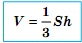 V = 1/3 Sh